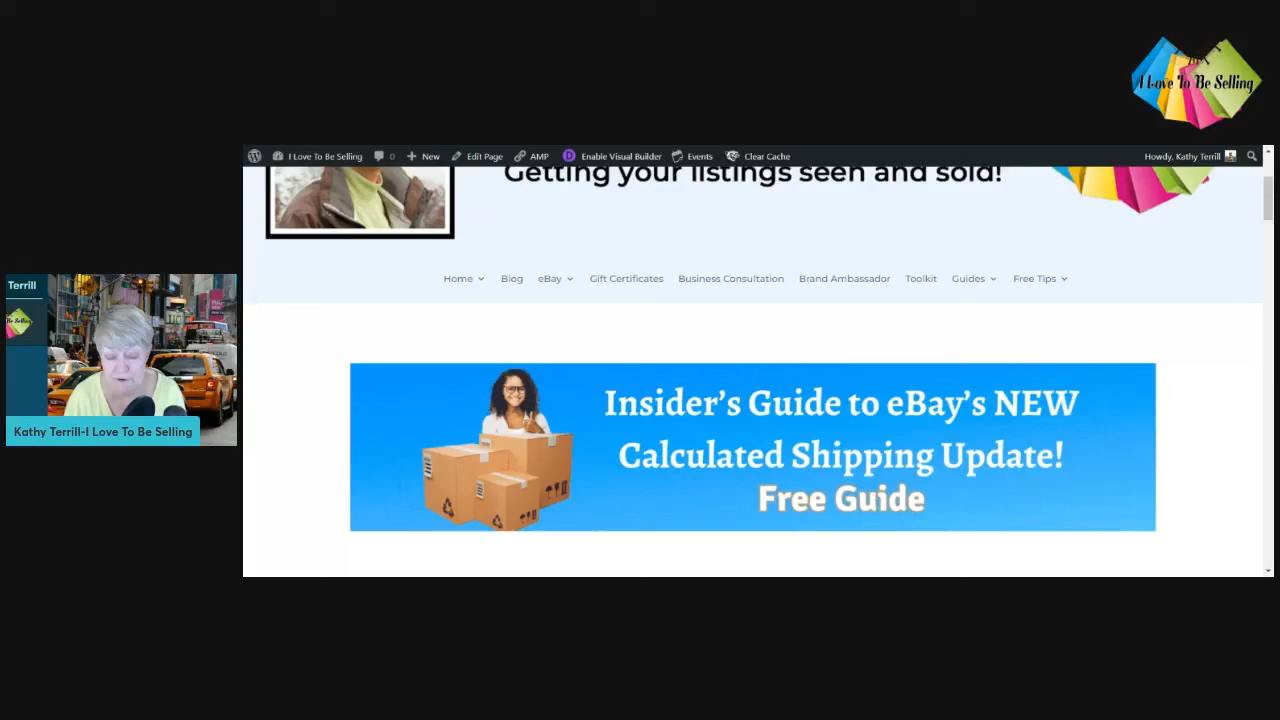 I Love To Be Selling
I Love To Be Selling 0 New Edit Page AMP Enable Visual Builder Events Clear Cache Howdy, Kathy Terrill
Getting your listings seen and sold!
Home Blog eBay Gift Certificates Business Consultation Brand Ambassador Toolkit Guides Free Tips
Terrill
Be Selling
Kathy Terrill-I Love To Be Selling
Insider's Guide to eBay's NEW
Calculated Shipping Update!
Free Guide